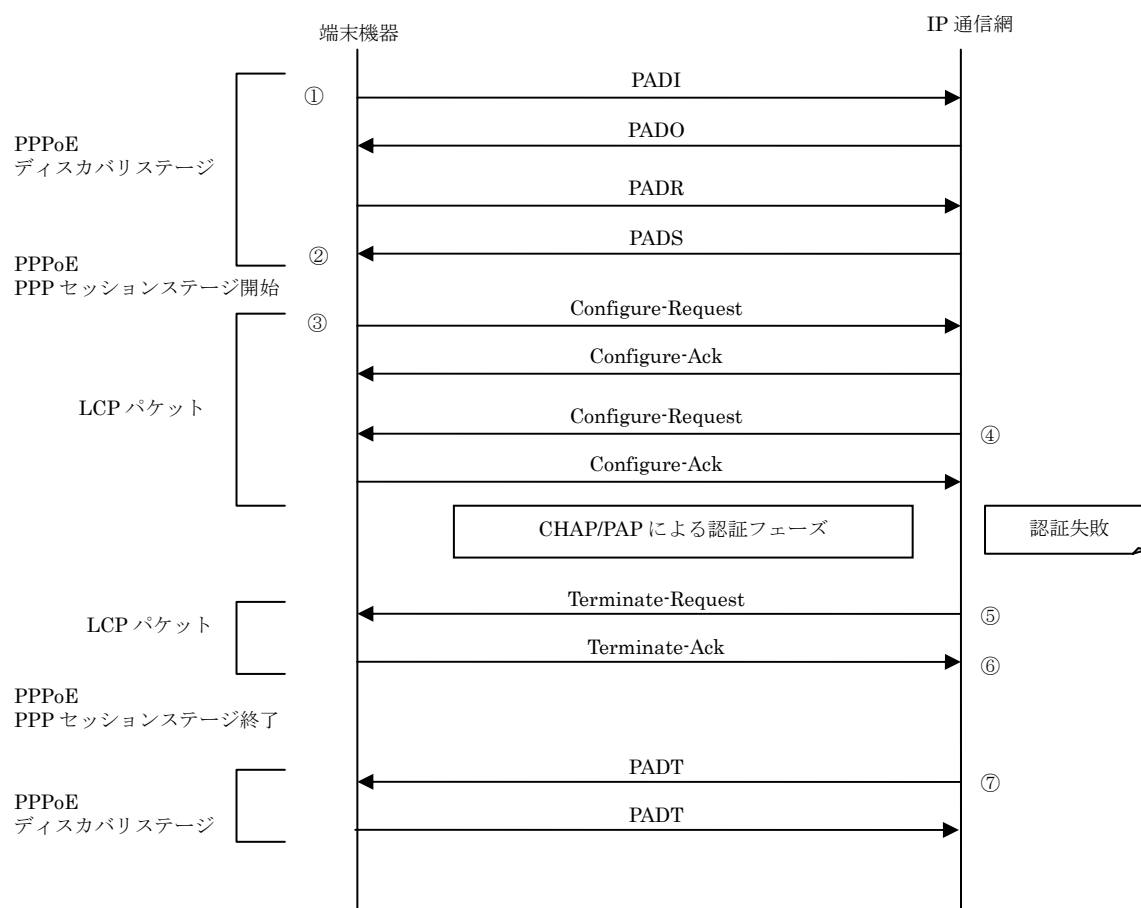 端末機器
IP 通信網
①
PADI
PPPoE
ディスカバリステージ
PADO
PADR
②
PADS
PPPoE
PPP セッションステージ開始
③
Configure-Request
Configure-Ack
LCP パケット
Configure-Request
④
Configure-Ack
CHAP/PAP による認証フェーズ
認証失敗
Terminate-Request
⑤
LCP パケット
Terminate-Ack
⑥
PPPoE
PPP セッションステージ終了
PADT
⑦
PPPoE
ディスカバリステージ
PADT